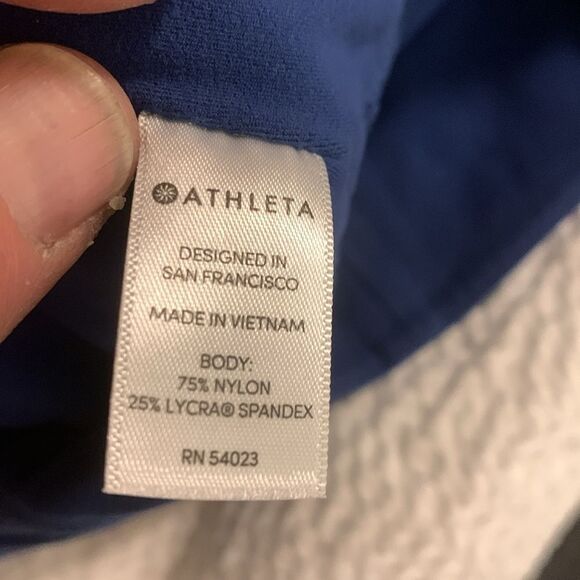 ATHLETA
DESIGNED IN
SAN FRANCISCO
MADE IN VIETNAM
BODY:
75% NYLON
25% LYCRA® SPANDEX
RN 54023